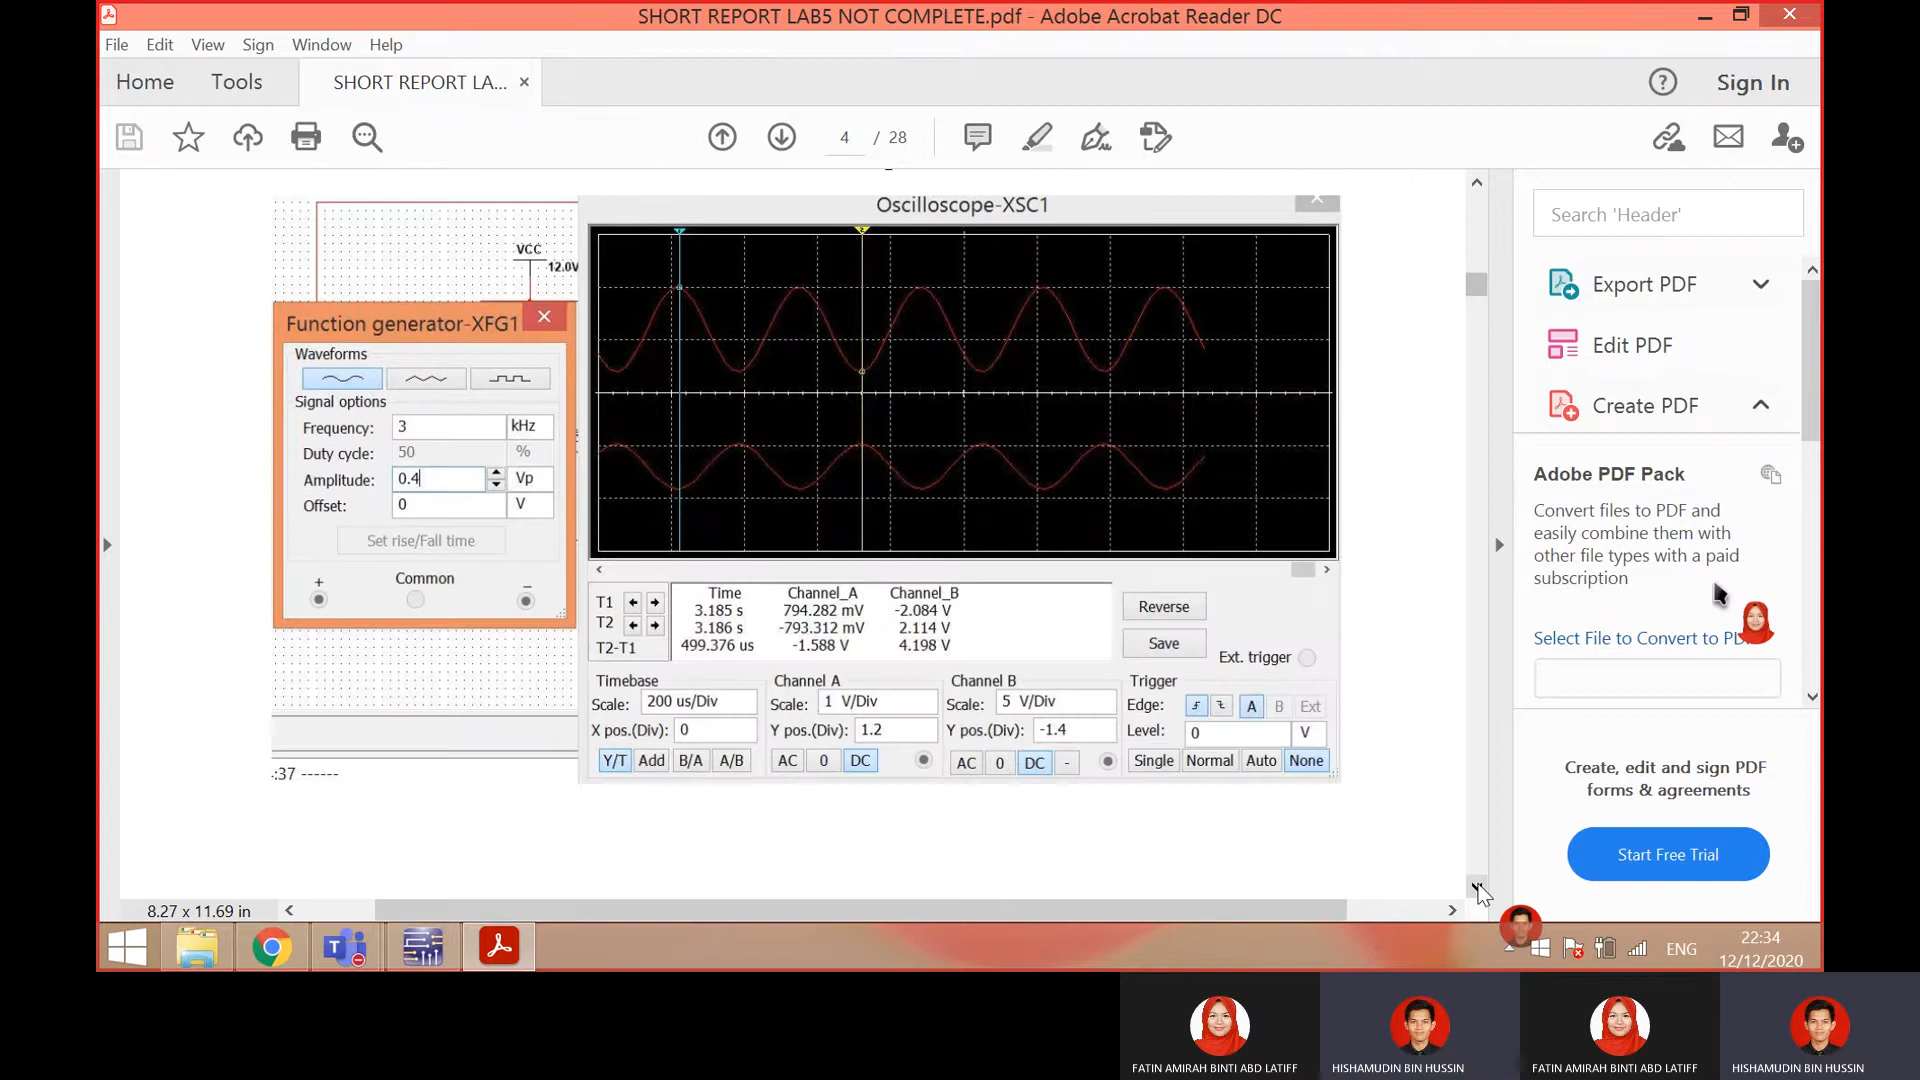 SHORT REPORT LAB5 NOT COMPLETE.pdf - Adobe Acrobat Reader DC
File Edit View Sign Window Help
Home Tools SHORT REPORT LA... × Sign In
4 / 28
Search 'Header'
Export PDF
Edit PDF
Create PDF
Adobe PDF Pack
Convert files to PDF and
easily combine them with
other file types with a paid
subscription
Select File to Convert to PD
Create, edit and sign PDF
forms & agreements
Start Free Trial
VCC
12.0V
Function generator-XFG1
Waveforms
Signal options
Frequency: 3 kHz
Duty cycle: 50 %
Amplitude: 0.4 Vp
Offset: 0 V
Set rise/Fall time
+ Common −
:37 ------
Oscilloscope-XSC1
Time Channel_A Channel_B
T1 3.185 s 794.282 mV -2.084 V
T2 3.186 s -793.312 mV 2.114 V
T2-T1 499.376 us -1.588 V 4.198 V
Reverse
Save
Ext. trigger
Timebase Channel A Channel B Trigger
Scale: 200 us/Div Scale: 1 V/Div Scale: 5 V/Div Edge: A B Ext
X pos.(Div): 0 Y pos.(Div): 1.2 Y pos.(Div): -1.4 Level: 0 V
Y/T Add B/A A/B AC 0 DC AC 0 DC - Single Normal Auto None
8.27 x 11.69 in
ENG
22:34
12/12/2020
FATIN AMIRAH BINTI ABD LATIFF HISHAMUDIN BIN HUSSIN FATIN AMIRAH BINTI ABD LATIFF HISHAMUDIN BIN HUSSIN